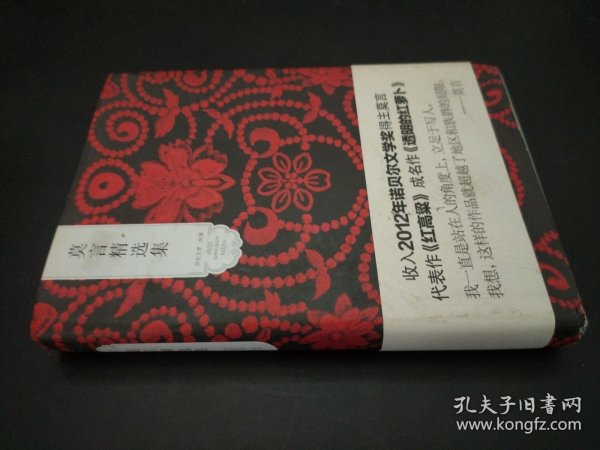 莫言精选集
收入2012年诺贝尔文学奖得主莫言
代表作《红高粱》 成名作《透明的红萝卜》
我一直是站在人的角度上，立足于写人，
我想，这样的作品就超越了地区和族群的局限。
——莫言
孔夫子旧书网
www.kongfz.com